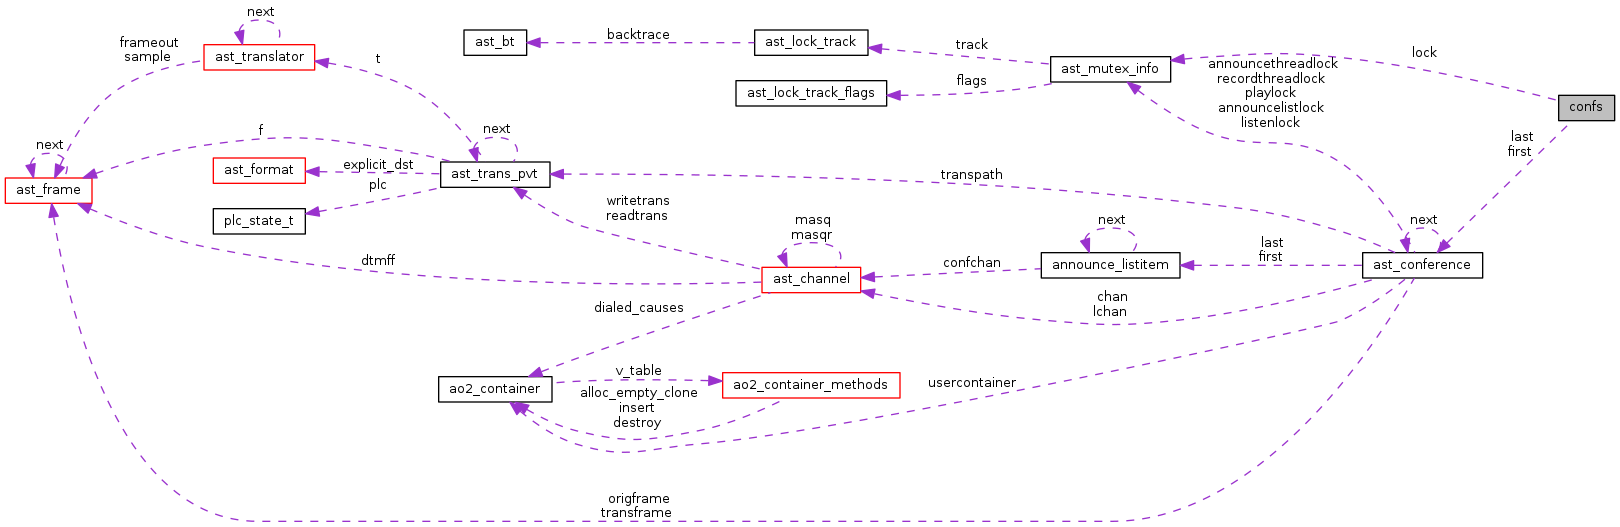 next
frameout
sample
ast_translator
t
ast_bt
backtrace
ast_lock_track
track
ast_lock_track_flags
flags
ast_mutex_info
lock
announcethreadlock
recordthreadlock
playlock
announcelistlock
listenlock
confs
last
first
next
f
next
ast_frame
ast_format
explicit_dst
plc
plc_state_t
ast_trans_pvt
transpath
writetrans
readtrans
masq
masqr
next
last
first
next
dtmff
ast_channel
confchan
announce_listitem
ast_conference
chan
lchan
dialed_causes
ao2_container
v_table
ao2_container_methods
alloc_empty_clone
insert
destroy
usercontainer
origframe
transframe